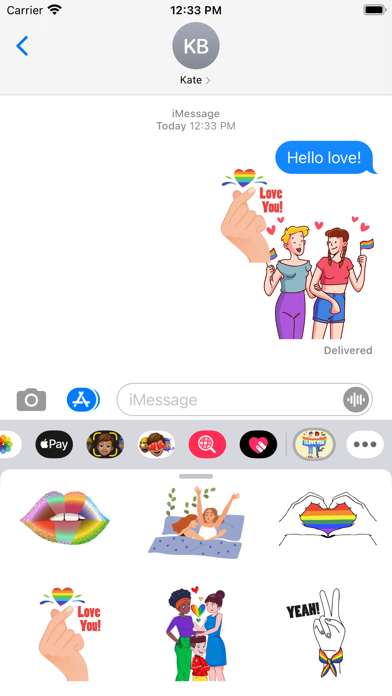 Carrier 12:33 PM
KB
Kate
iMessage
Today 12:33 PM
Hello love!
Love
You!
Delivered
iMessage
Pay
Love
You!
YEAH!